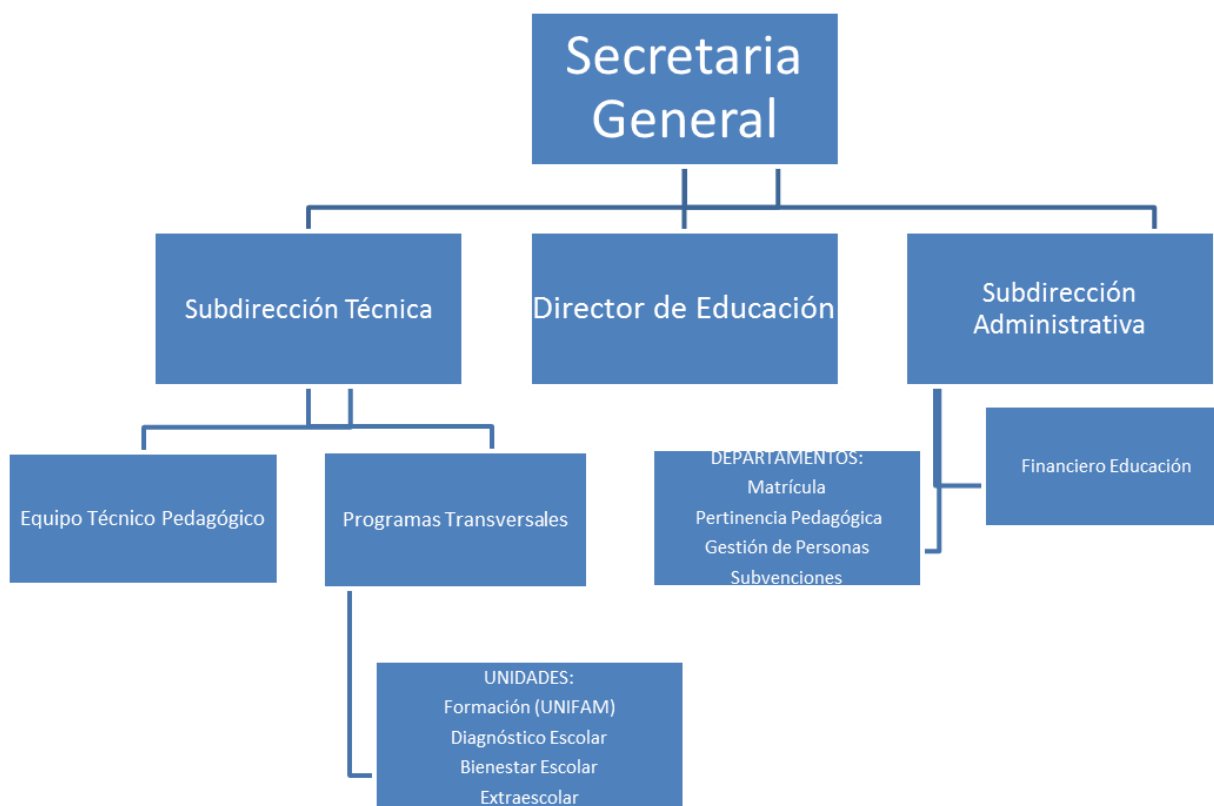 Secretaria
General
Subdirección Técnica
Director de Educación
Subdirección
Administrativa
Equipo Técnico Pedagógico
Programas Transversales
DEPARTAMENTOS:
Matrícula
Pertinencia Pedagógica
Gestión de Personas
Subvenciones
Financiero Educación
UNIDADES:
Formación (UNIFAM)
Diagnóstico Escolar
Bienestar Escolar
Extraescolar